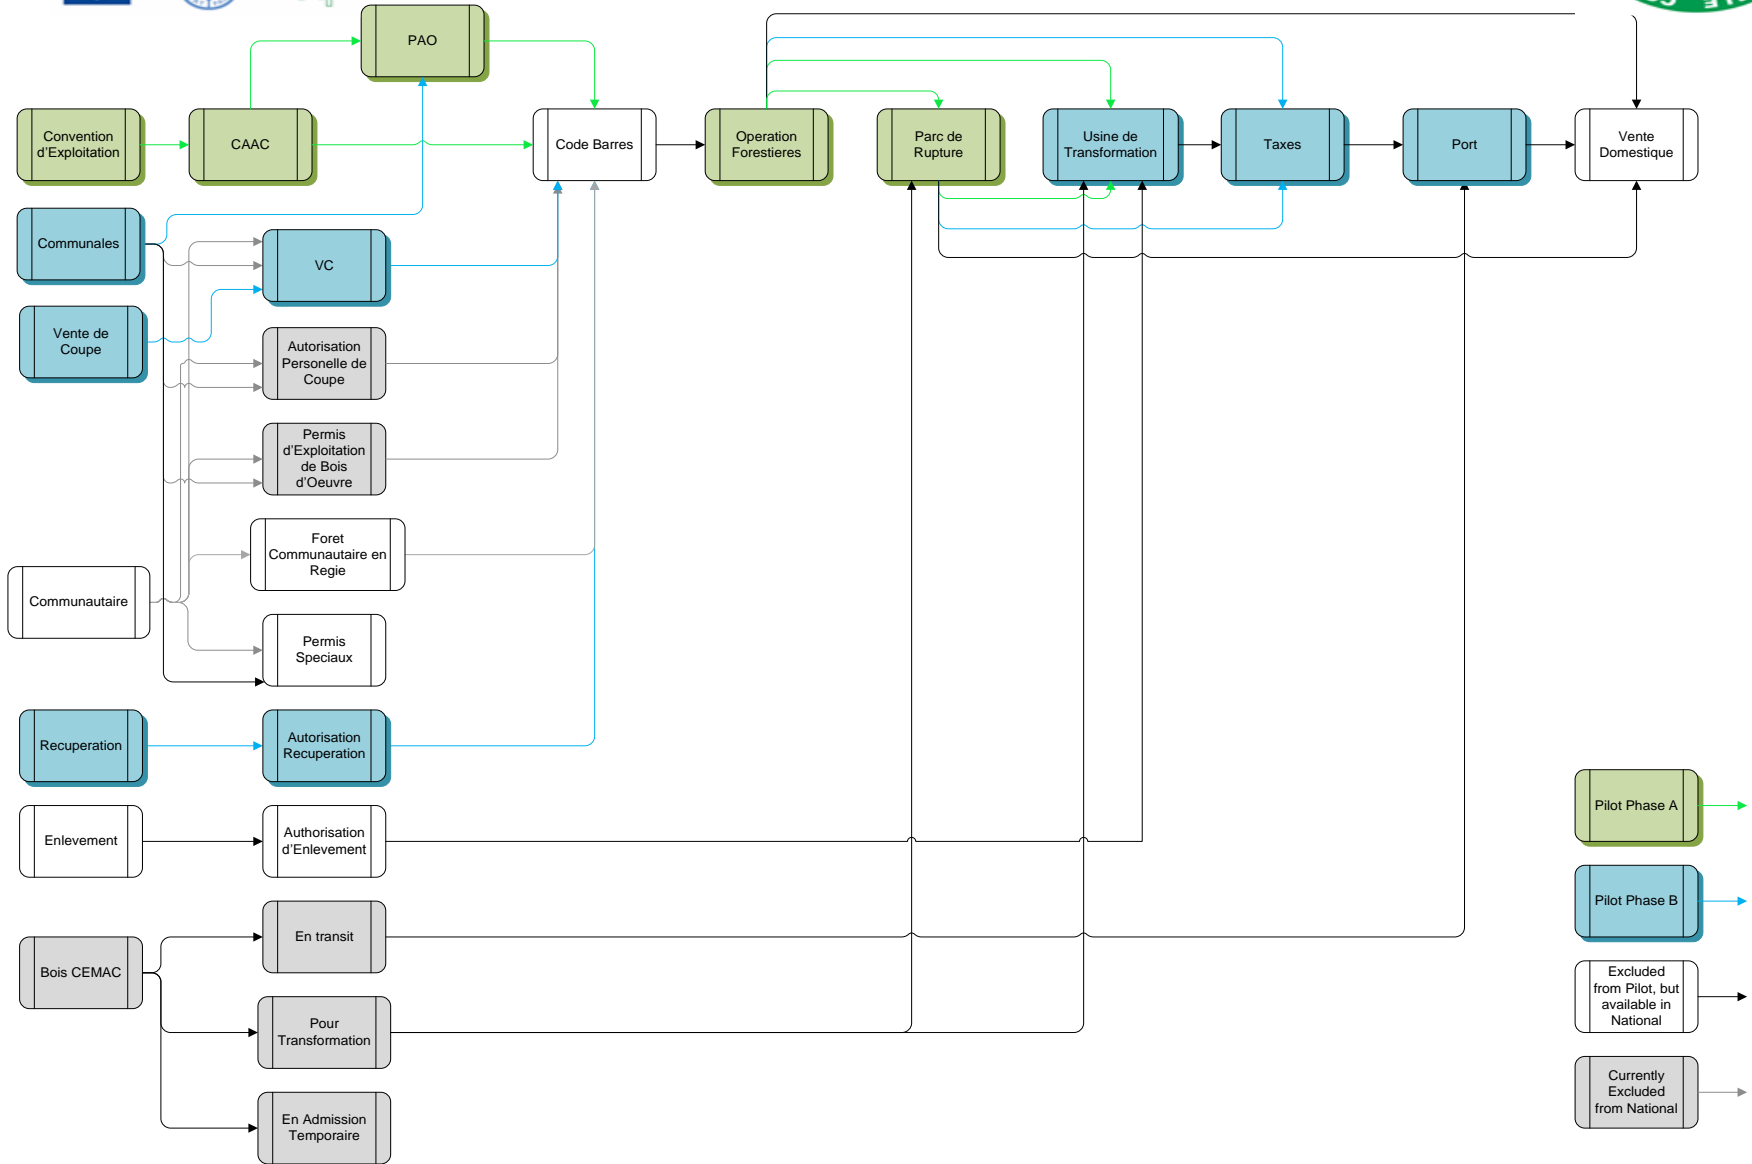 PAO
Convention
d'Exploitation
CAAC
Code Barres
Operation
Forestieres
Parc de
Rupture
Usine de
Transformation
Taxes
Port
Vente
Domestique
Communales
VC
Vente de
Coupe
Autorisation
Personelle de
Coupe
Permis
d'Exploitation
de Bois
d'Oeuvre
Foret
Communautaire en
Regie
Communautaire
Permis
Speciaux
Recuperation
Autorisation
Recuperation
Enlevement
Authorisation
d'Enlevement
En transit
Bois CEMAC
Pour
Transformation
En Admission
Temporaire
Pilot Phase A
Pilot Phase B
Excluded
from Pilot, but
available in
National
Currently
Excluded
from National